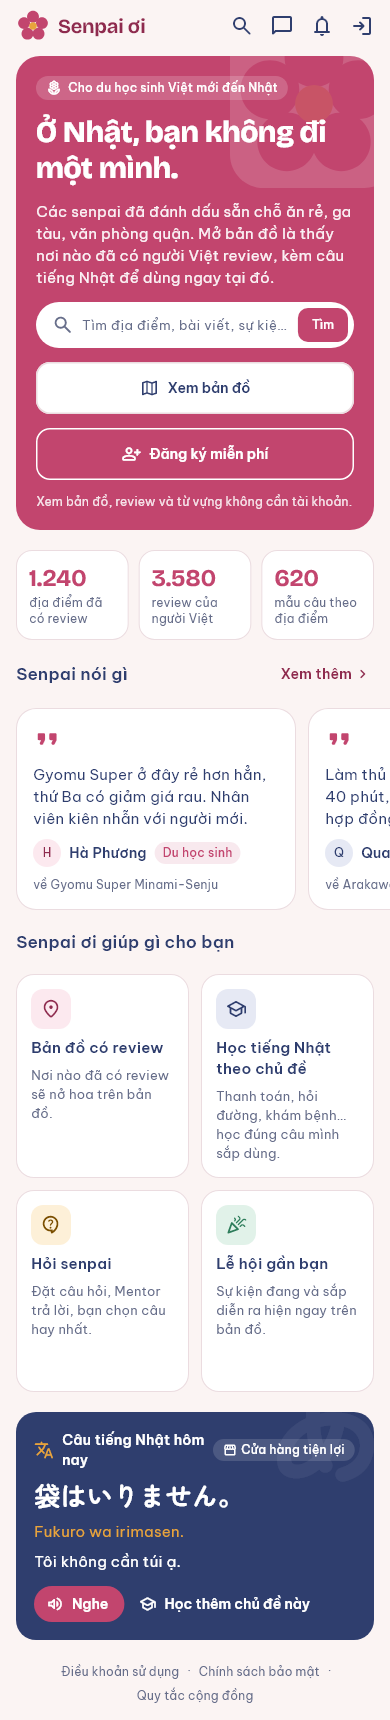 Senpai ơi
Cho du học sinh Việt mới đến Nhật
Ở Nhật, bạn không đi
một mình.
Các senpai đã đánh dấu sẵn chỗ ăn rẻ, ga
tàu, văn phòng quận. Mở bản đồ là thấy
nơi nào đã có người Việt review, kèm câu
tiếng Nhật để dùng ngay tại đó.
Tìm địa điểm, bài viết, sự kiệ...
Tìm
Xem bản đồ
Đăng ký miễn phí
Xem bản đồ, review và từ vựng không cần tài khoản.
1.240
địa điểm đã
có review
3.580
review của
người Việt
620
mẫu câu theo
địa điểm
Senpai nói gì
Xem thêm
Gyomu Super ở đây rẻ hơn hẳn,
thứ Ba có giảm giá rau. Nhân
viên kiên nhẫn với người mới.
H
Hà Phương
Du học sinh
về Gyomu Super Minami-Senju
Làm thủ
40 phút,
hợp đồng
Q
Qua
về Arakaw
Senpai ơi giúp gì cho bạn
Bản đồ có review
Nơi nào đã có review
sẽ nở hoa trên bản
đồ.
Học tiếng Nhật
theo chủ đề
Thanh toán, hỏi
đường, khám bệnh...
học đúng câu mình
sắp dùng.
Hỏi senpai
Đặt câu hỏi, Mentor
trả lời, bạn chọn câu
hay nhất.
Lễ hội gần bạn
Sự kiện đang và sắp
diễn ra hiện ngay trên
bản đồ.
Câu tiếng Nhật hôm
nay
Cửa hàng tiện lợi
あ
袋はいりません。
Fukuro wa irimasen.
Tôi không cần túi ạ.
Nghe
Học thêm chủ đề này
Điều khoản sử dụng · Chính sách bảo mật ·
Quy tắc cộng đồng